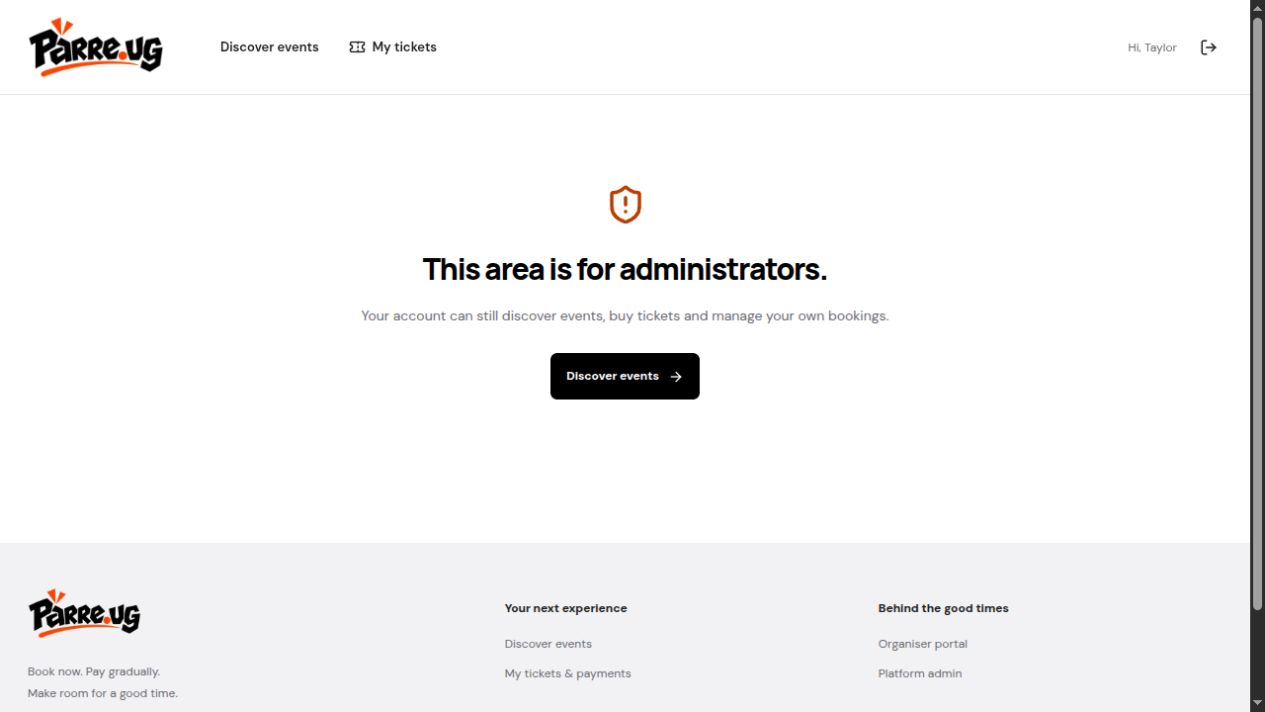 Parre.ug
Discover events
My tickets
Hi, Taylor
This area is for administrators.
Your account can still discover events, buy tickets and manage your own bookings.
Discover events
Parre.ug
Book now. Pay gradually.
Make room for a good time.
Your next experience
Discover events
My tickets & payments
Behind the good times
Organiser portal
Platform admin